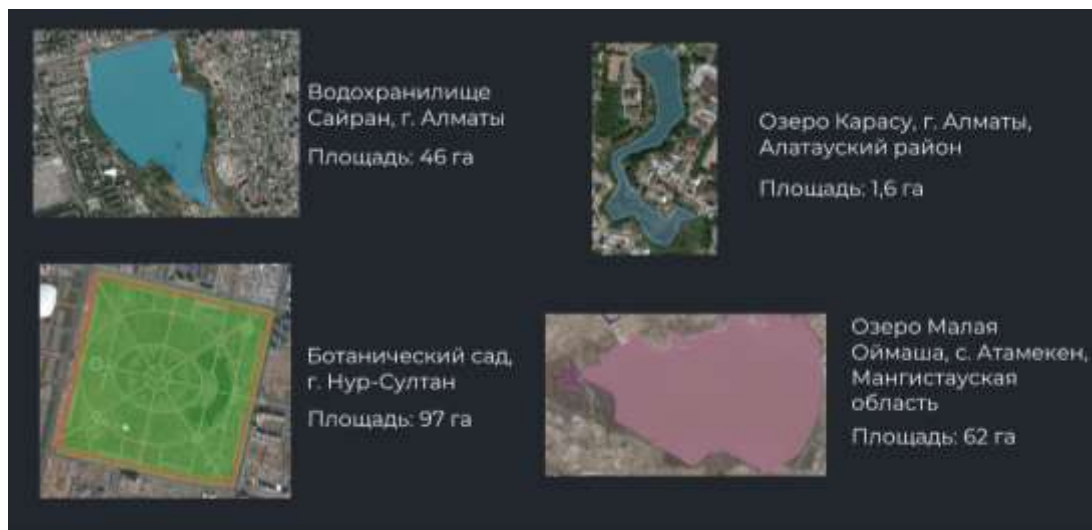 Водохранилище
Сайран, г. Алматы
Площадь: 46 га
Озеро Карасу, г. Алматы,
Алатауский район
Площадь: 1,6 га
Ботанический сад,
г. Нур-Султан
Площадь: 97 га
Озеро Малая
Оймаша, с. Атамекен,
Мангистауская
область
Площадь: 62 га